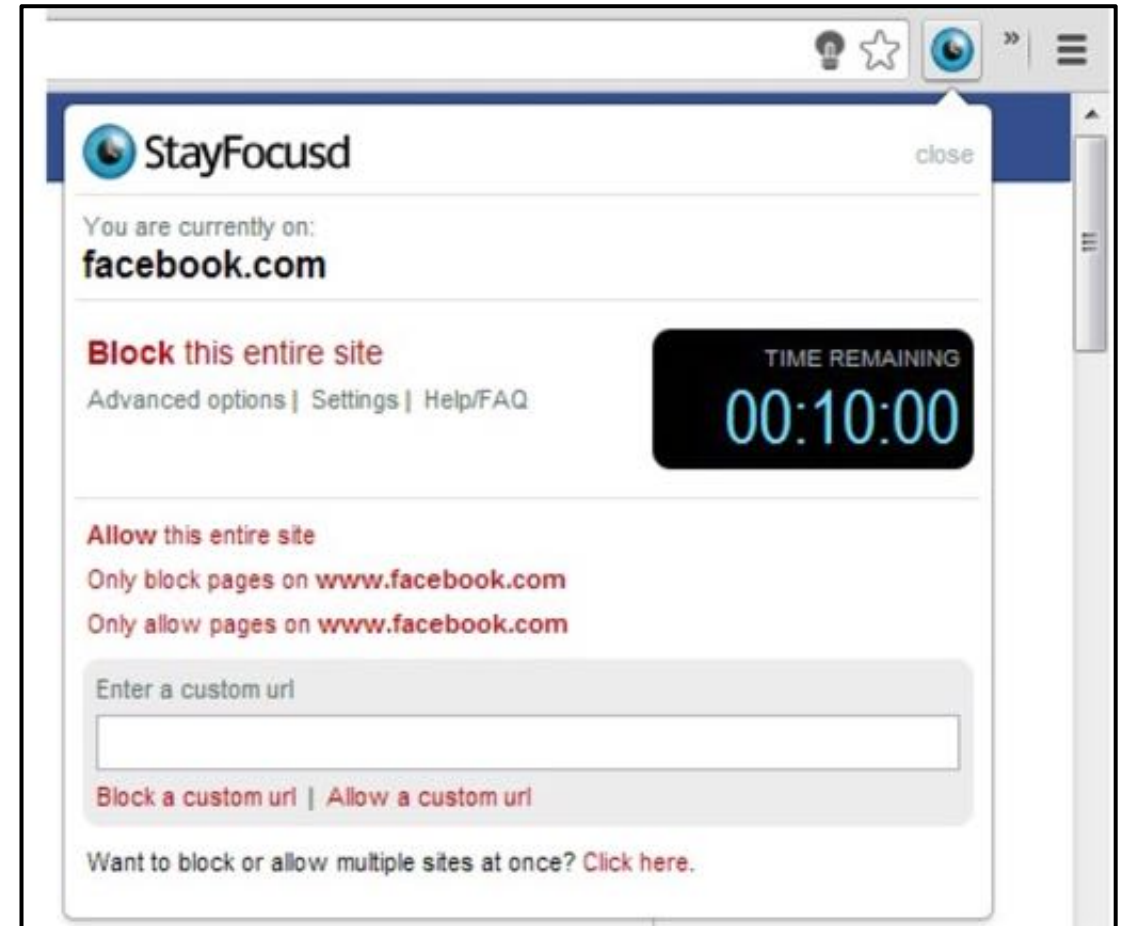 StayFocusd
close
You are currently on:
facebook.com
Block this entire site
Advanced options | Settings | Help/FAQ
TIME REMAINING
00:10:00
Allow this entire site
Only block pages on www.facebook.com
Only allow pages on www.facebook.com
Enter a custom url
Block a custom url | Allow a custom url
Want to block or allow multiple sites at once? Click here.